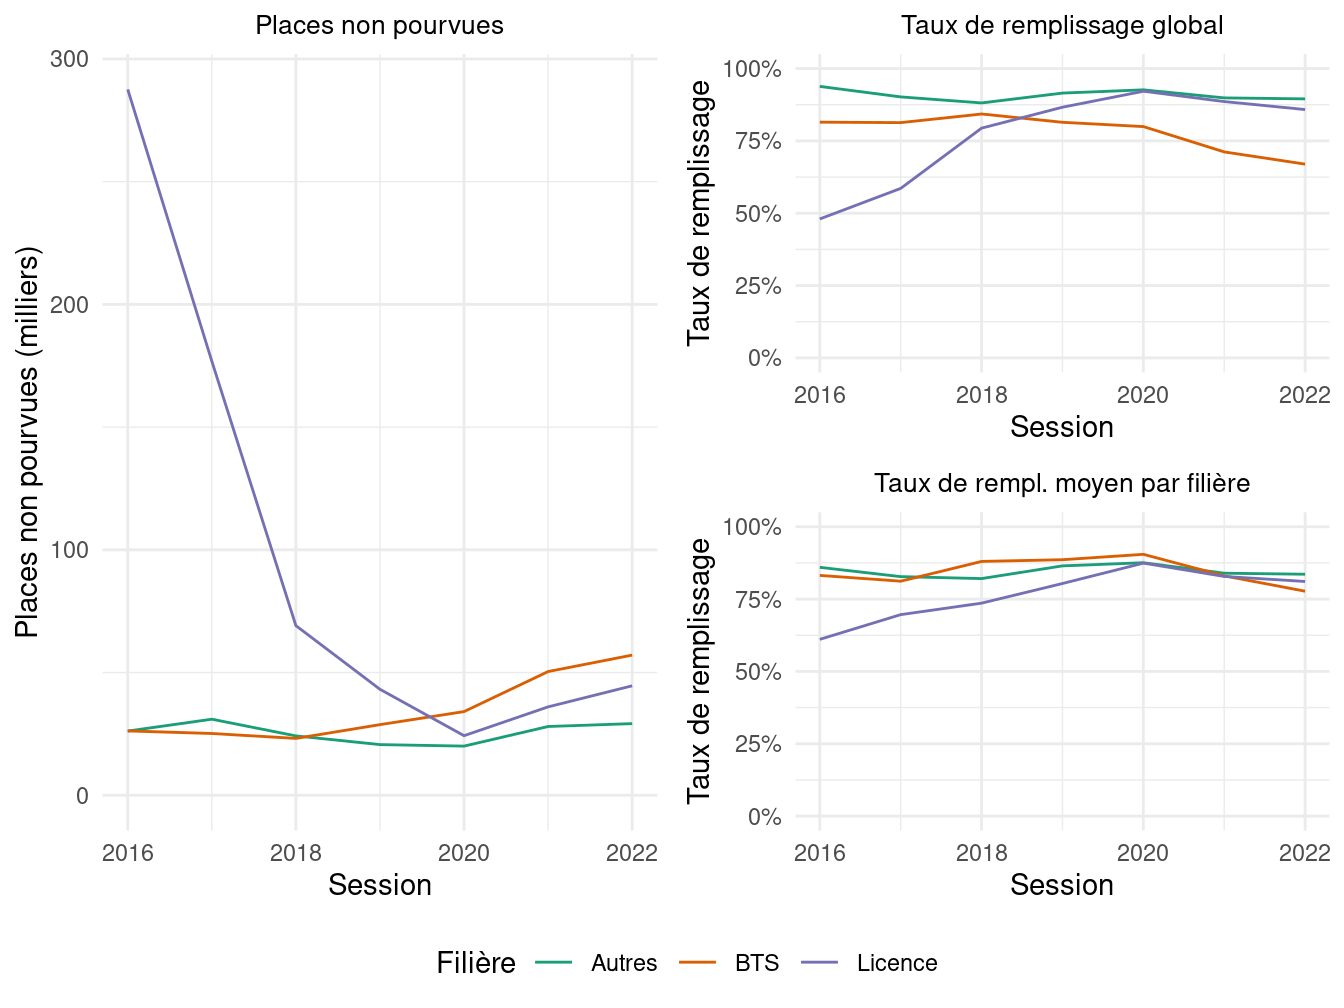 Places non pourvues
300
200
100
0
Places non pourvues (milliers)
2016 2018 2020 2022
Session
Taux de remplissage global
100%
75%
50%
25%
0%
Taux de remplissage
2016 2018 2020 2022
Session
Taux de rempl. moyen par filière
100%
75%
50%
25%
0%
Taux de remplissage
2016 2018 2020 2022
Session
Filière Autres BTS Licence